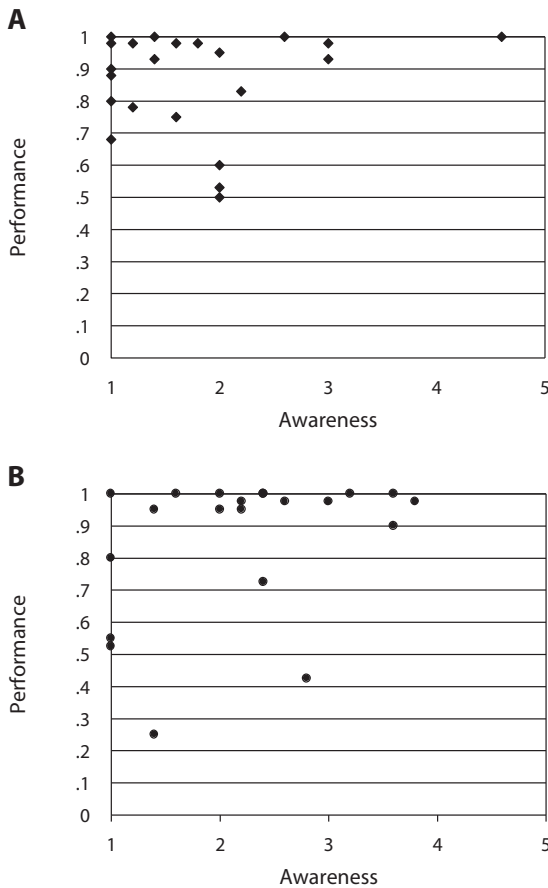 A
Performance
1
.9
.8
.7
.6
.5
.4
.3
.2
.1
0
1 2 3 4 5
Awareness
B
Performance
1
.9
.8
.7
.6
.5
.4
.3
.2
.1
0
1 2 3 4 5
Awareness